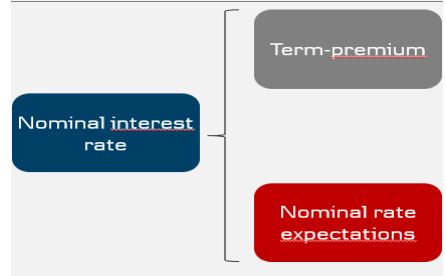 Term-premium
Nominal interest
rate
Nominal rate
expectations